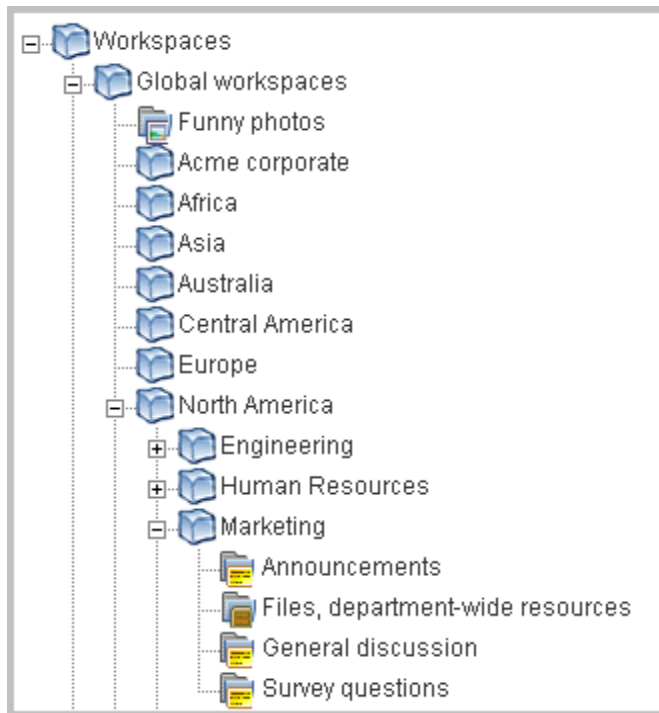 Workspaces
Global workspaces
Funny photos
Acme corporate
Africa
Asia
Australia
Central America
Europe
North America
Engineering
Human Resources
Marketing
Announcements
Files, department-wide resources
General discussion
Survey questions